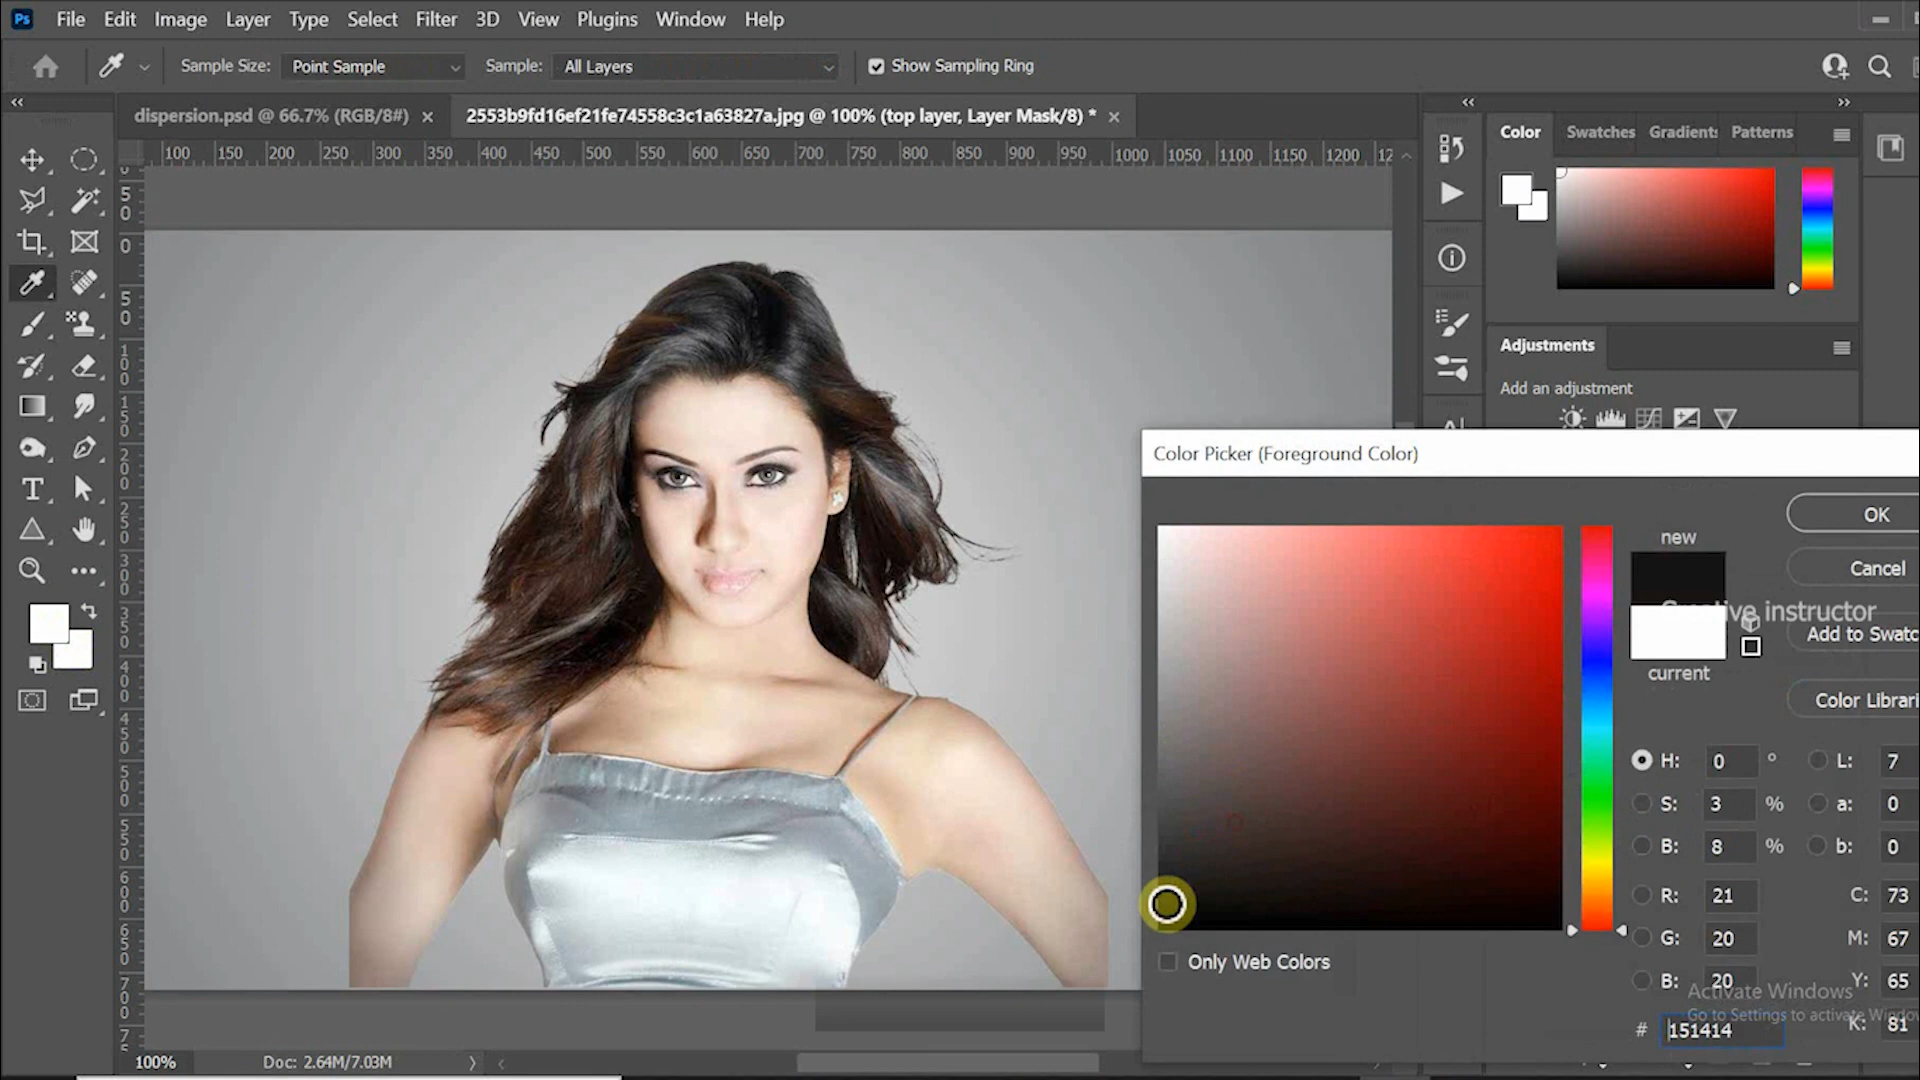 Ps File Edit Image Layer Type Select Filter 3D View Plugins Window Help
Sample Size: Point Sample Sample: All Layers Show Sampling Ring
dispersion.psd @ 66.7% (RGB/8#) × 2553b9fd16ef21fe74558c3c1a63827a.jpg @ 100% (top layer, Layer Mask/8) * ×
100 150 200 250 300 350 400 450 500 550 600 650 700 750 800 850 900 950 1000 1050 1100 1150 1200
Color Swatches Gradients Patterns
Adjustments
Add an adjustment
Color Picker (Foreground Color)
new
OK
Cancel
Creative instructor
Add to Swatc
current
Color Librari
H: 0 ° L: 7
S: 3 % a: 0
B: 8 % b: 0
R: 21 C: 73
G: 20 M: 67
B: 20 Y: 65
# 151414 K: 81
Only Web Colors
Activate Windows
Go to Settings to activate Windo
100% Doc: 2.64M/7.03M